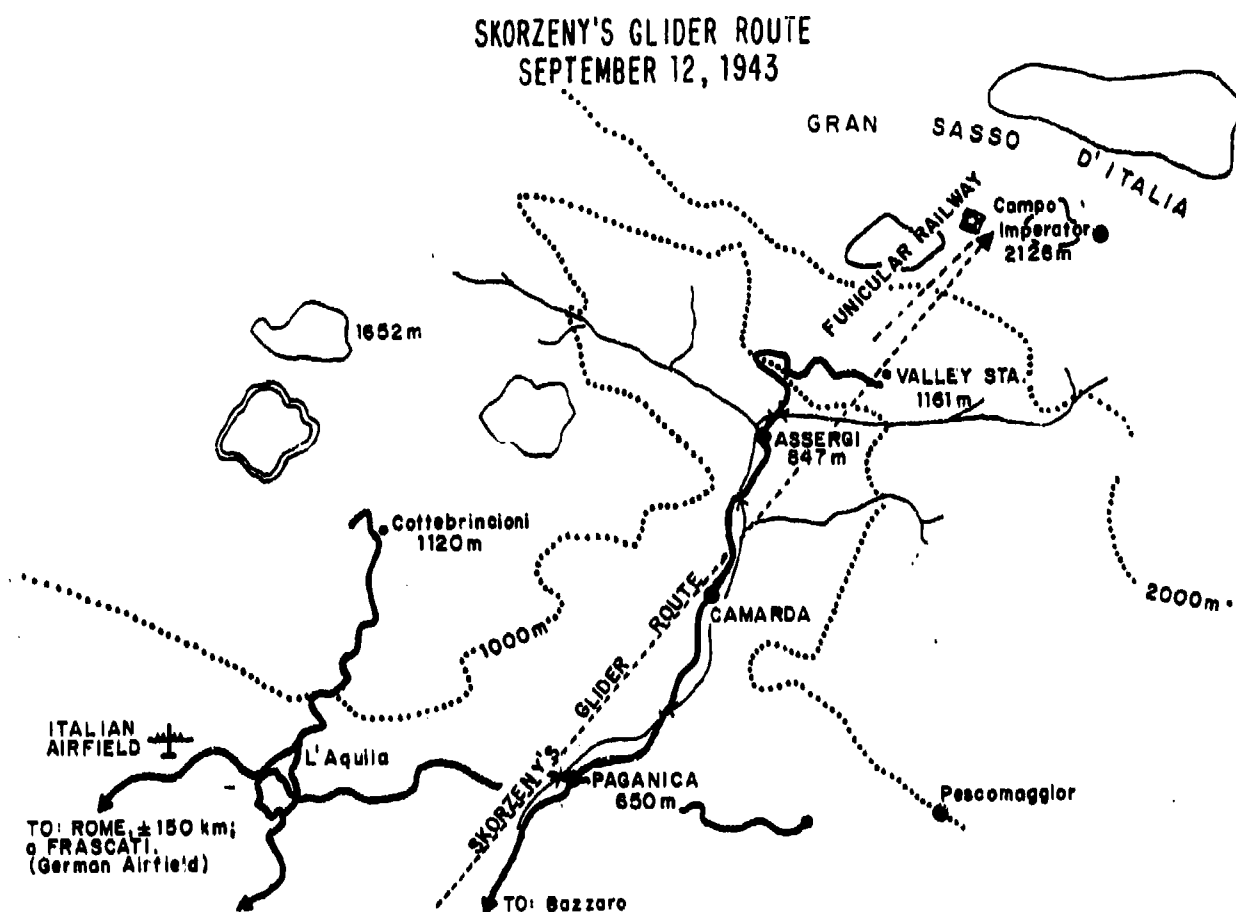 SKORZENY'S GLIDER ROUTE
SEPTEMBER 12, 1943
GRAN SASSO
D'ITALIA
FUNICULAR RAILWAY
Campo
Imperator
2126m
1652m
VALLEY STA.
1161m
ASSERGI
847m
Cottebrincioni
1120m
2000m
1000m
CAMARDA
SKORZENY'S GLIDER ROUTE
ITALIAN
AIRFIELD
L'Aquila
PAGANICA
650m
Pescomaggior
TO: ROME, ±150 km;
a FRASCATI.
(German Airfield)
TO: Bazzaro